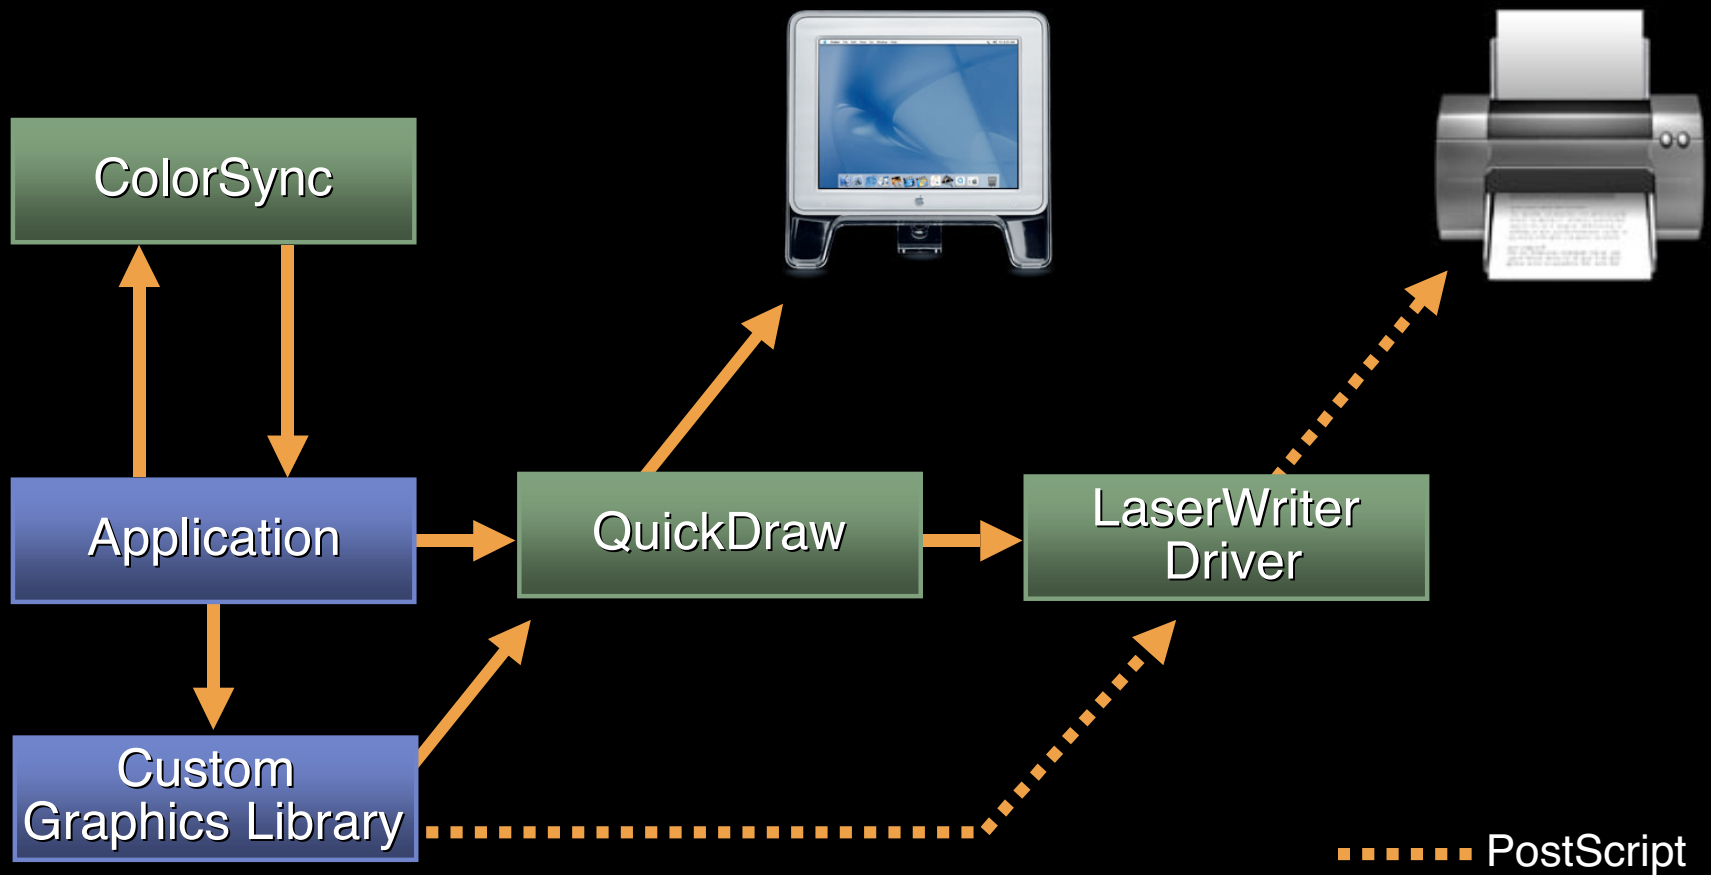 ColorSync
Application
QuickDraw
LaserWriter
Driver
Custom
Graphics Library
PostScript